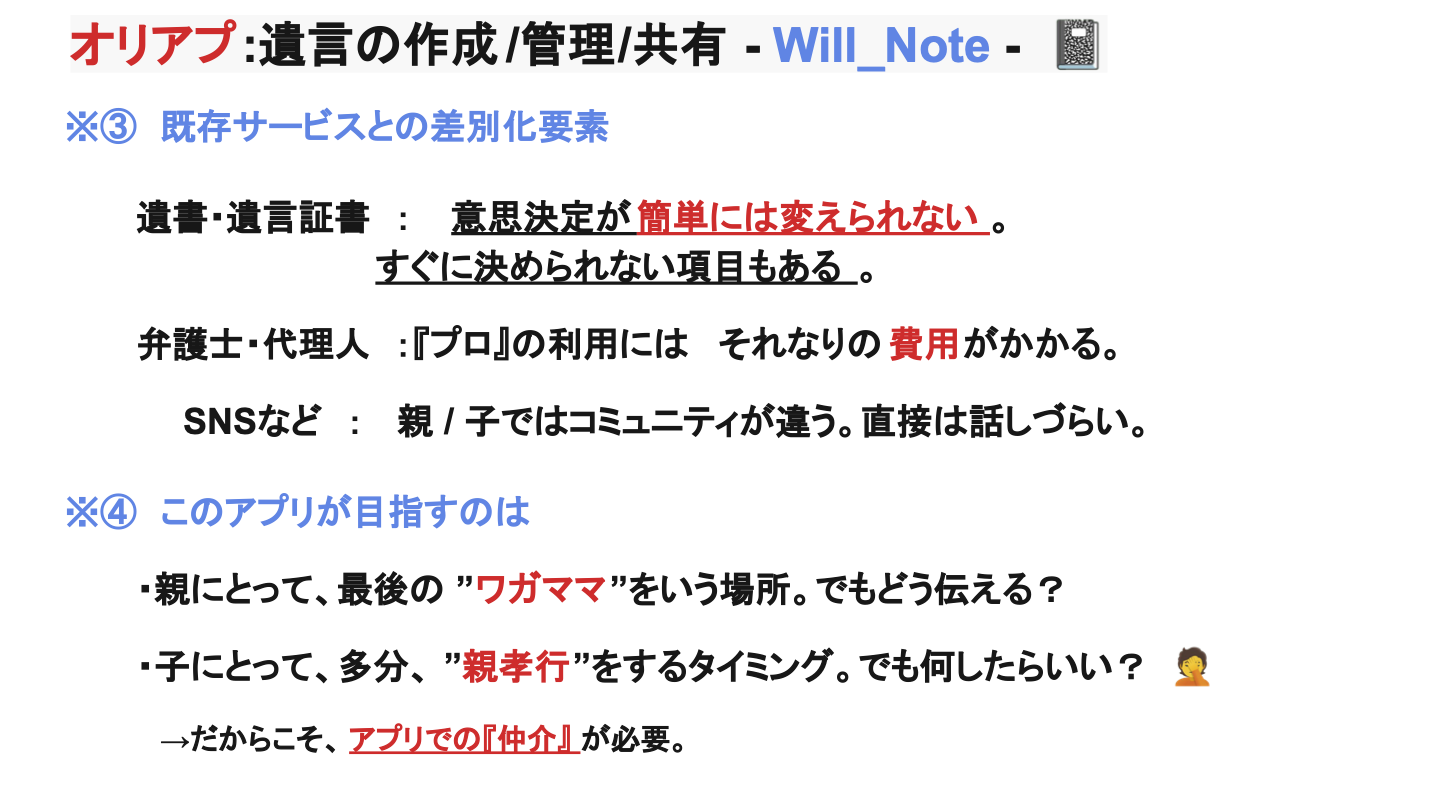 オリアプ:遺言の作成/管理/共有 - Will_Note - 📓
※③ 既存サービスとの差別化要素
遺書・遺言証書 : 意思決定が簡単には変えられない 。
すぐに決められない項目もある 。
弁護士・代理人 :『プロ』の利用には それなりの費用がかかる。
SNSなど : 親 / 子ではコミュニティが違う。直接は話しづらい。
※④ このアプリが目指すのは
・親にとって、最後の ”ワガママ”をいう場所。でもどう伝える？
・子にとって、多分、”親孝行”をするタイミング。でも何したらいい？ 🤦
→だからこそ、アプリでの『仲介』が必要。